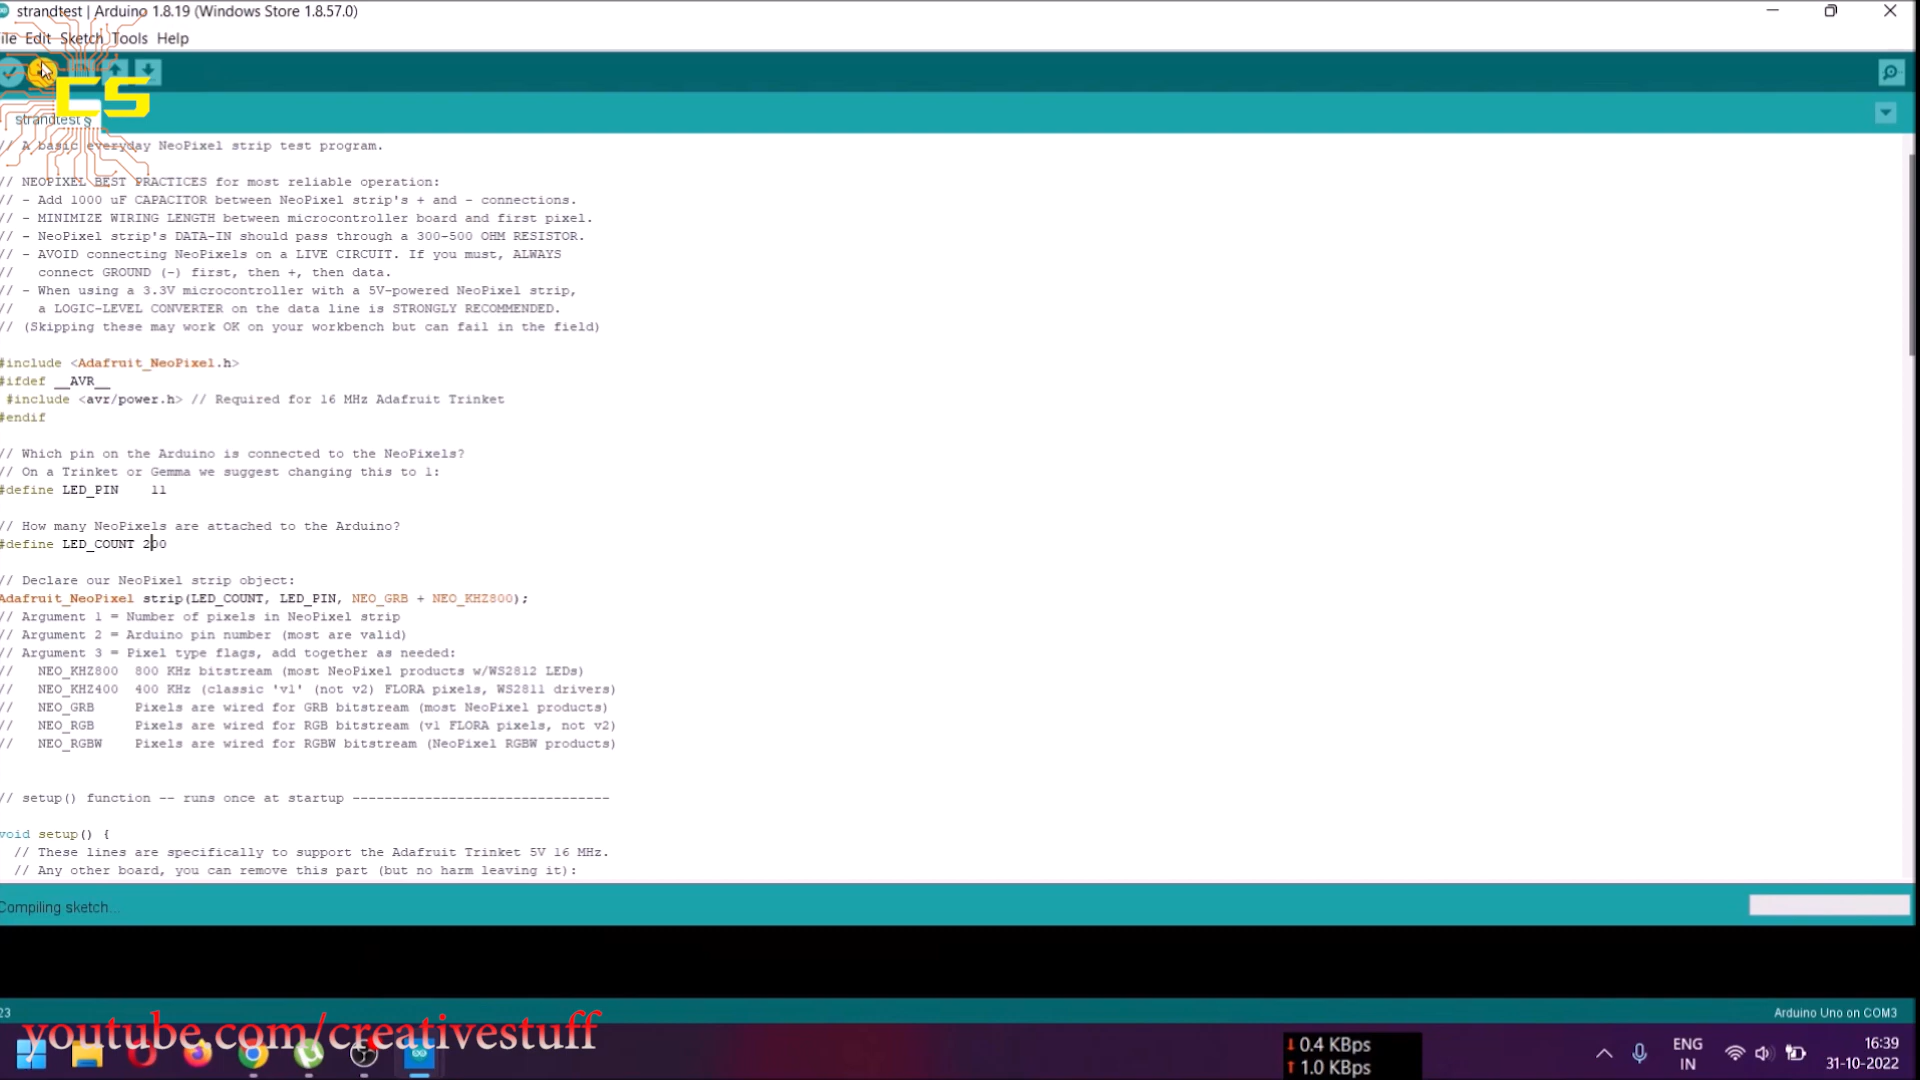 strandtest | Arduino 1.8.19 (Windows Store 1.8.57.0)
ile Edit Sketch Tools Help
CS
strandtest §
// A basic everyday NeoPixel strip test program.
// NEOPIXEL BEST PRACTICES for most reliable operation:
// - Add 1000 uF CAPACITOR between NeoPixel strip's + and - connections.
// - MINIMIZE WIRING LENGTH between microcontroller board and first pixel.
// - NeoPixel strip's DATA-IN should pass through a 300-500 OHM RESISTOR.
// - AVOID connecting NeoPixels on a LIVE CIRCUIT. If you must, ALWAYS
// connect GROUND (-) first, then +, then data.
// - When using a 3.3V microcontroller with a 5V-powered NeoPixel strip,
// a LOGIC-LEVEL CONVERTER on the data line is STRONGLY RECOMMENDED.
// (Skipping these may work OK on your workbench but can fail in the field)
#include <Adafruit_NeoPixel.h>
#ifdef __AVR__
#include <avr/power.h> // Required for 16 MHz Adafruit Trinket
#endif
// Which pin on the Arduino is connected to the NeoPixels?
// On a Trinket or Gemma we suggest changing this to 1:
#define LED_PIN 11
// How many NeoPixels are attached to the Arduino?
#define LED_COUNT 200
// Declare our NeoPixel strip object:
Adafruit_NeoPixel strip(LED_COUNT, LED_PIN, NEO_GRB + NEO_KHZ800);
// Argument 1 = Number of pixels in NeoPixel strip
// Argument 2 = Arduino pin number (most are valid)
// Argument 3 = Pixel type flags, add together as needed:
// NEO_KHZ800 800 KHz bitstream (most NeoPixel products w/WS2812 LEDs)
// NEO_KHZ400 400 KHz (classic 'v1' (not v2) FLORA pixels, WS2811 drivers)
// NEO_GRB Pixels are wired for GRB bitstream (most NeoPixel products)
// NEO_RGB Pixels are wired for RGB bitstream (v1 FLORA pixels, not v2)
// NEO_RGBW Pixels are wired for RGBW bitstream (NeoPixel RGBW products)
// setup() function -- runs once at startup --------------------------------
void setup() {
// These lines are specifically to support the Adafruit Trinket 5V 16 MHz.
// Any other board, you can remove this part (but no harm leaving it):
Compiling sketch...
23
Arduino Uno on COM3
youtube.com/creativestuff
0.4 KBps
1.0 KBps
ENG
IN
16:39
31-10-2022